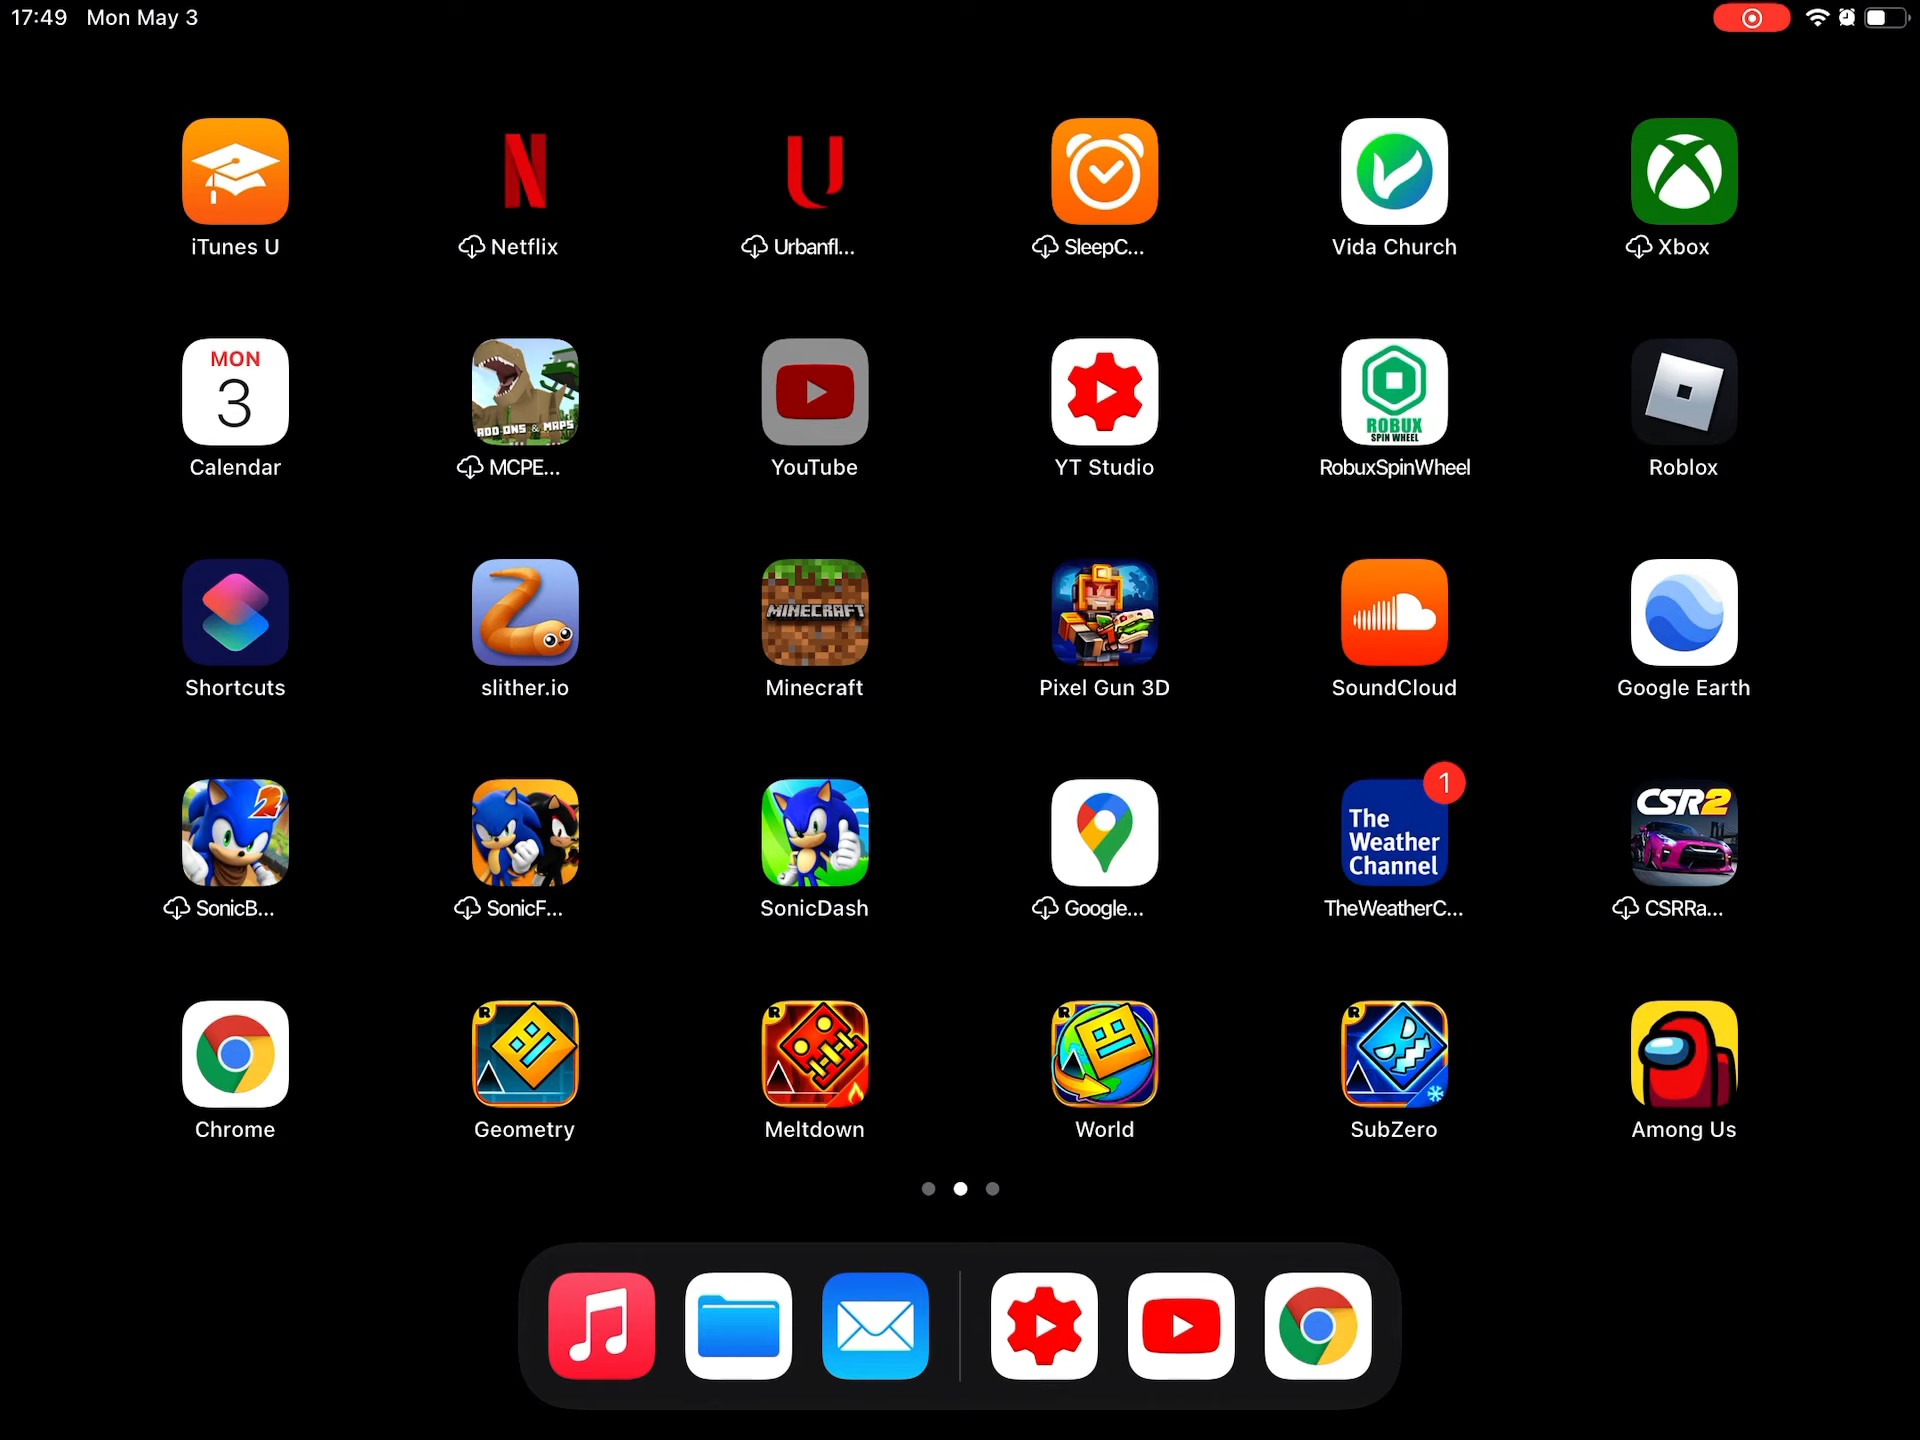 17:49 Mon May 3
iTunes U
Netflix
Urbanfl...
SleepC...
Vida Church
Xbox
MON
3
ADD ONS & MAPS
ROBUX
SPIN WHEEL
Calendar
MCPE...
YouTube
YT Studio
RobuxSpinWheel
Roblox
MINECRAFT
Shortcuts
slither.io
Minecraft
Pixel Gun 3D
SoundCloud
Google Earth
2
The
Weather
Channel
1
CSR2
SonicB...
SonicF...
SonicDash
Google...
TheWeatherC...
CSRRa...
R
R
R
R
Chrome
Geometry
Meltdown
World
SubZero
Among Us